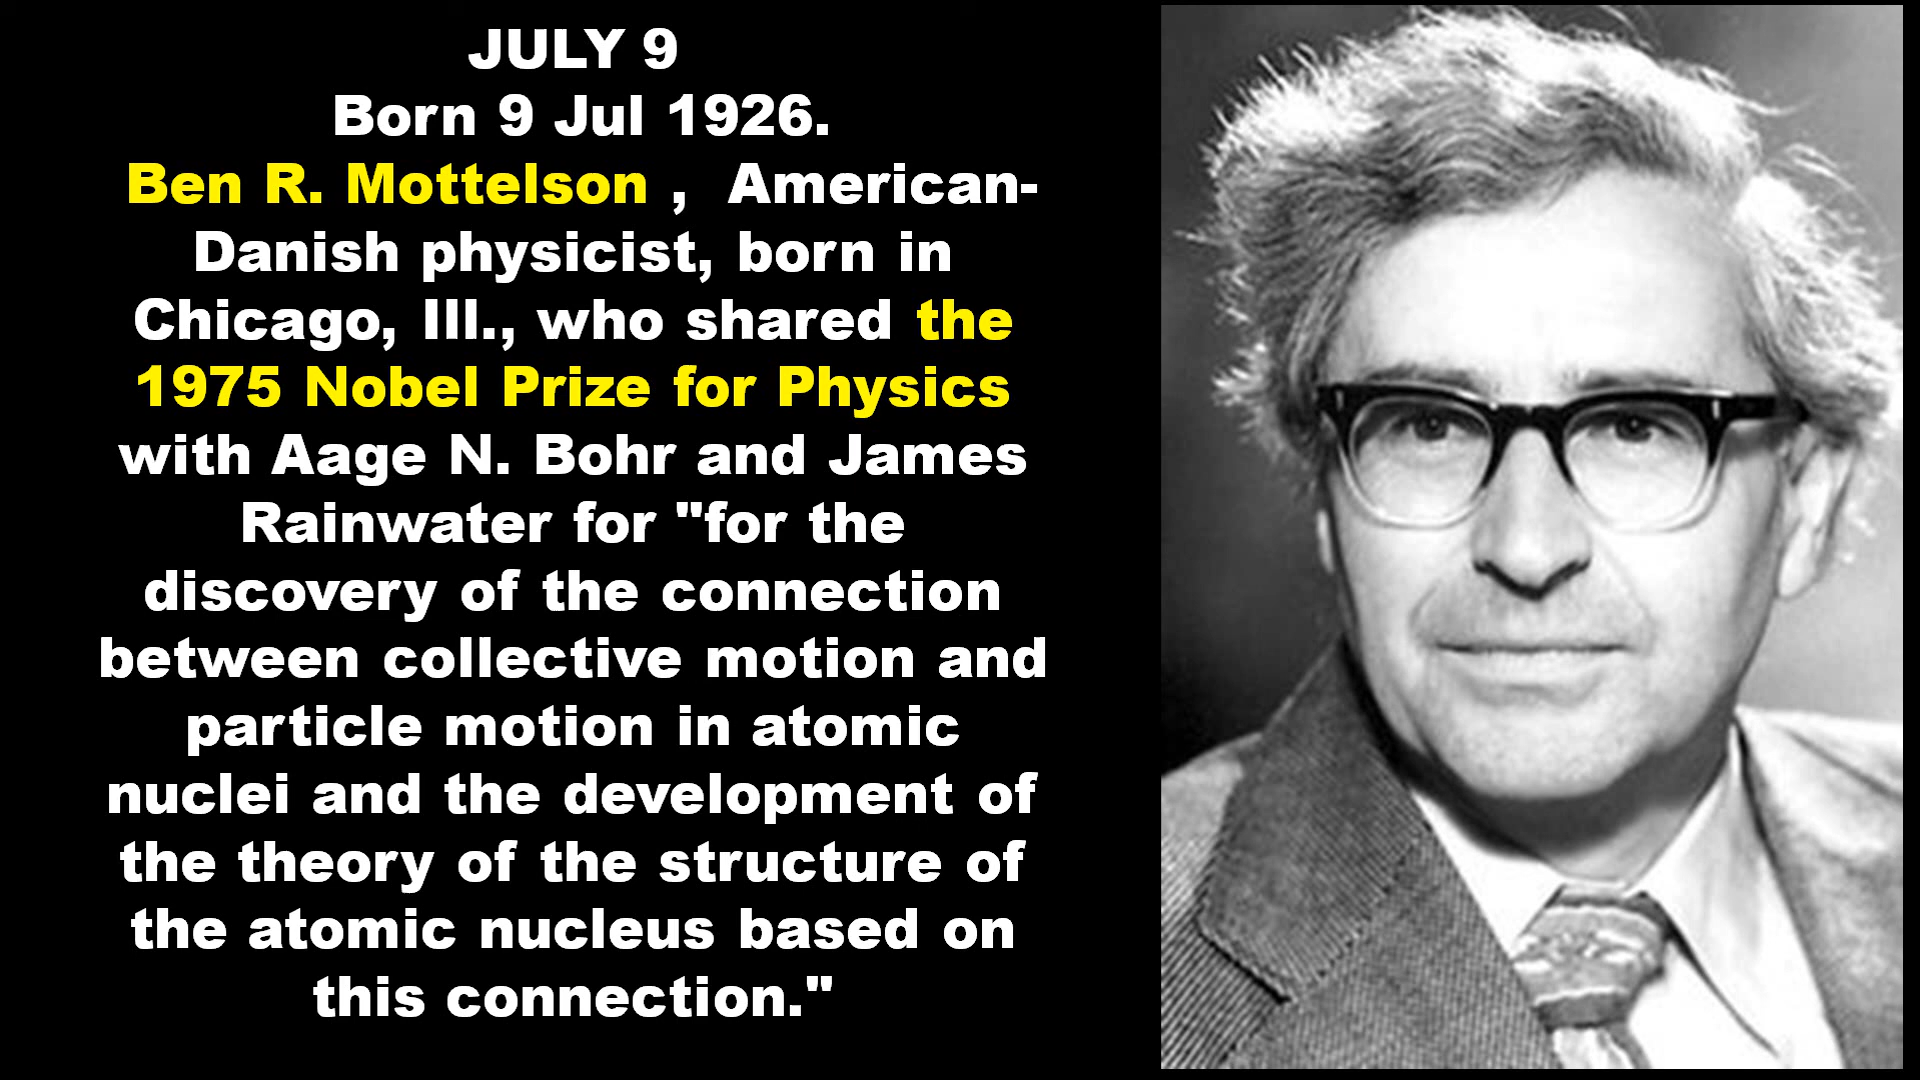 JULY 9
Born 9 Jul 1926.
Ben R. Mottelson , American-
Danish physicist, born in
Chicago, Ill., who shared the
1975 Nobel Prize for Physics
with Aage N. Bohr and James
Rainwater for "for the
discovery of the connection
between collective motion and
particle motion in atomic
nuclei and the development of
the theory of the structure of
the atomic nucleus based on
this connection."